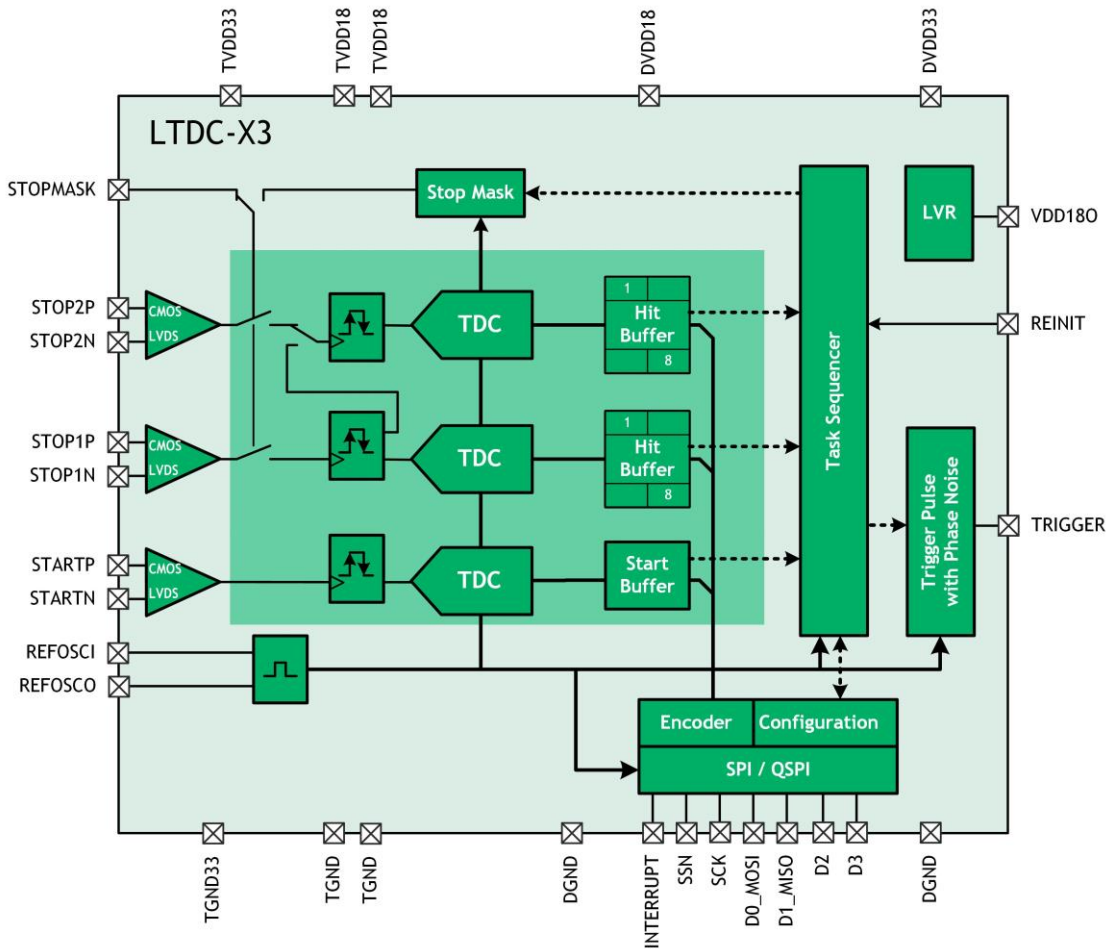 TVDD33
TVDD18
TVDD18
DVDD18
DVDD33
LTDC-X3
STOPMASK
Stop Mask
LVR
VDD18O
STOP2P
STOP2N
CMOS
LVDS
TDC
1
Hit
Buffer
8
Task Sequencer
REINIT
STOP1P
STOP1N
CMOS
LVDS
TDC
1
Hit
Buffer
8
Trigger Pulse
with Phase Noise
TRIGGER
STARTP
STARTN
CMOS
LVDS
TDC
Start
Buffer
REFOSCI
REFOSCO
Encoder
Configuration
SPI / QSPI
TGND33
TGND
TGND
DGND
INTERRUPT
SSN
SCK
D0_MOSI
D1_MISO
D2
D3
DGND